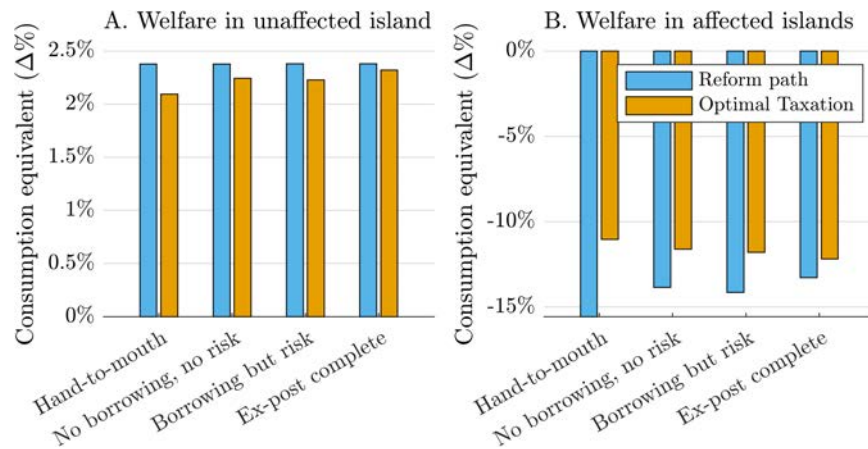 A. Welfare in unaffected island
Consumption equivalent (Δ%)
2.5%
2%
1.5%
1%
0.5%
0%
Hand-to-mouth
No borrowing, no risk
Borrowing but risk
Ex-post complete
B. Welfare in affected islands
Consumption equivalent (Δ%)
0%
-5%
-10%
-15%
Reform path
Optimal Taxation
Hand-to-mouth
No borrowing, no risk
Borrowing but risk
Ex-post complete